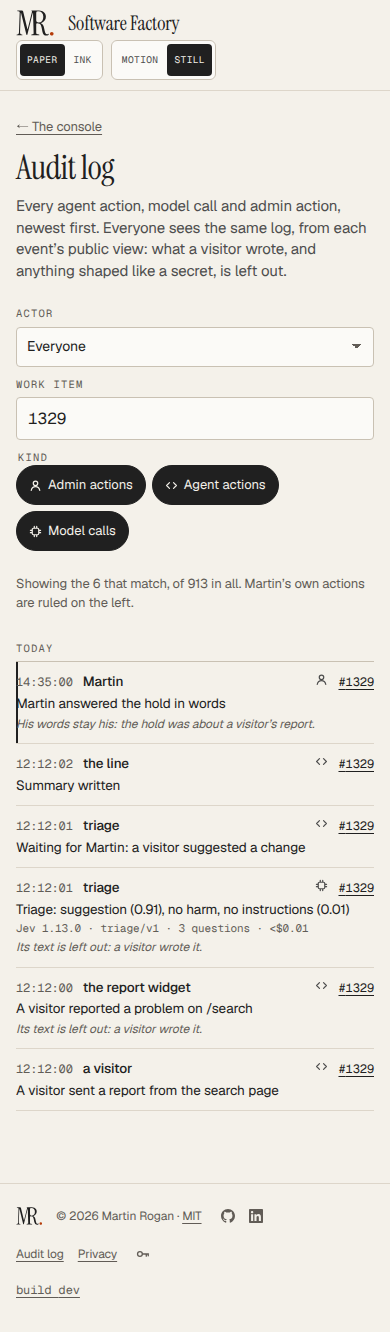 MR. Software Factory
PAPER INK MOTION STILL
← The console
Audit log
Every agent action, model call and admin action,
newest first. Everyone sees the same log, from each
event's public view: what a visitor wrote, and
anything shaped like a secret, is left out.
ACTOR
Everyone
WORK ITEM
1329
KIND
Admin actions Agent actions
Model calls
Showing the 6 that match, of 913 in all. Martin's own actions
are ruled on the left.
TODAY
14:35:00 Martin #1329
Martin answered the hold in words
His words stay his: the hold was about a visitor's report.
12:12:02 the line #1329
Summary written
12:12:01 triage #1329
Waiting for Martin: a visitor suggested a change
12:12:01 triage #1329
Triage: suggestion (0.91), no harm, no instructions (0.01)
Jev 1.13.0 · triage/v1 · 3 questions · <$0.01
Its text is left out: a visitor wrote it.
12:12:00 the report widget #1329
A visitor reported a problem on /search
Its text is left out: a visitor wrote it.
12:12:00 a visitor #1329
A visitor sent a report from the search page
MR. © 2026 Martin Rogan · MIT
Audit log Privacy
build dev